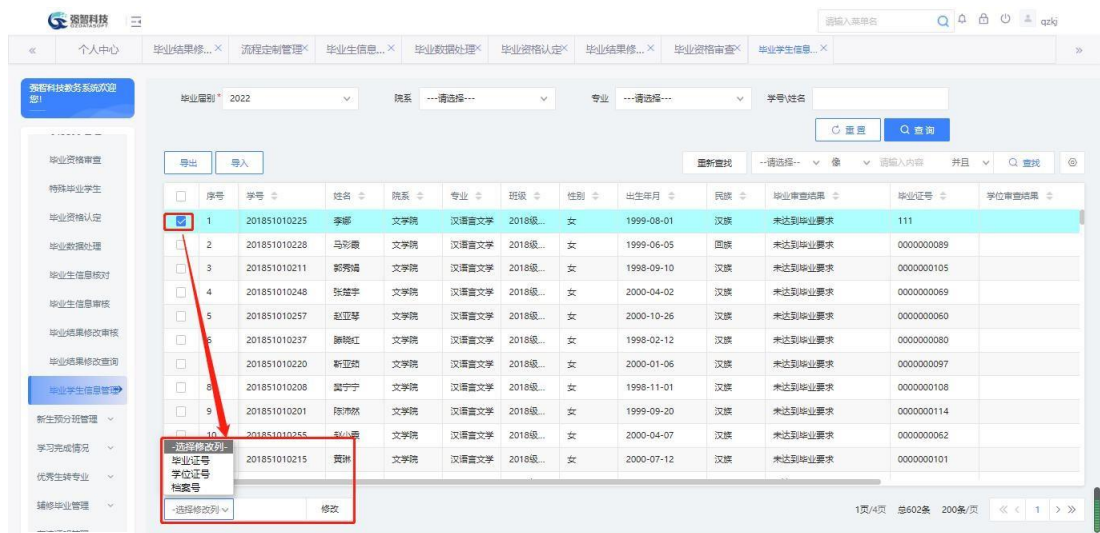 强智科技
QZDATASOFT
请输入菜单名
qzkj
个人中心
毕业结果修...
流程定制管理
毕业生信息...
毕业数据处理
毕业资格认定
毕业结果修...
毕业资格审查
毕业学生信息...
强智科技教务系统欢迎
您!
毕业届别* 2022
院系 ---请选择---
专业 ---请选择---
学号\姓名
重置
查询
毕业资格审查
特殊毕业学生
毕业资格认定
毕业数据处理
毕业生信息核对
毕业生信息审核
毕业结果修改审核
毕业结果修改查询
毕业学生信息管理
新生预分班管理
学习完成情况
优秀生转专业
辅修毕业管理
导出 导入 重新查找 --请选择-- 像 请输入内容 并且 查找
序号 学号 姓名 院系 专业 班级 性别 出生年月 民族 毕业审查结果 毕业证号 学位审查结果
1 201851010225 李娜 文学院 汉语言文学 2018级... 女 1999-08-01 汉族 未达到毕业要求 111
2 201851010228 马彩霞 文学院 汉语言文学 2018级... 女 1999-06-05 回族 未达到毕业要求 0000000089
3 201851010211 郭秀娟 文学院 汉语言文学 2018级... 女 1998-09-10 汉族 未达到毕业要求 0000000105
4 201851010248 张楚宇 文学院 汉语言文学 2018级... 女 2000-04-02 汉族 未达到毕业要求 0000000069
5 201851010257 赵亚琴 文学院 汉语言文学 2018级... 女 2000-10-26 汉族 未达到毕业要求 0000000060
6 201851010237 滕晓红 文学院 汉语言文学 2018级... 女 1998-02-12 汉族 未达到毕业要求 0000000080
201851010220 靳亚茹 文学院 汉语言文学 2018级... 女 2000-01-06 汉族 未达到毕业要求 0000000097
8 201851010208 宁宁 文学院 汉语言文学 2018级... 女 1998-11-01 汉族 未达到毕业要求 0000000108
9 201851010201 陈沛然 文学院 汉语言文学 2018级... 女 1999-09-20 汉族 未达到毕业要求 0000000114
10 201851010255 赵小霞 文学院 汉语言文学 2018级... 女 2000-04-07 汉族 未达到毕业要求 0000000062
201851010215 黄琳 文学院 汉语言文学 2018级... 女 2000-07-12 汉族 未达到毕业要求 0000000101
-选择修改列-
毕业证号
学位证号
档案号
-选择修改列 修改
1页/4页 总602条 200条/页 1